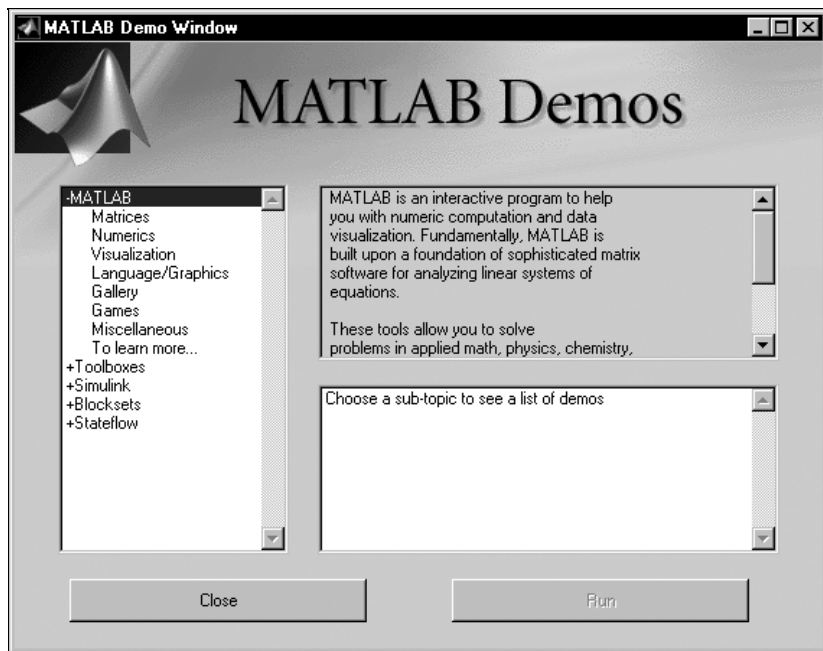 MATLAB Demo Window
MATLAB Demos
-MATLAB
Matrices
Numerics
Visualization
Language/Graphics
Gallery
Games
Miscellaneous
To learn more...
+Toolboxes
+Simulink
+Blocksets
+Stateflow
MATLAB is an interactive program to help
you with numeric computation and data
visualization. Fundamentally, MATLAB is
built upon a foundation of sophisticated matrix
software for analyzing linear systems of
equations.
These tools allow you to solve
problems in applied math, physics, chemistry,
Choose a sub-topic to see a list of demos
Close
Run